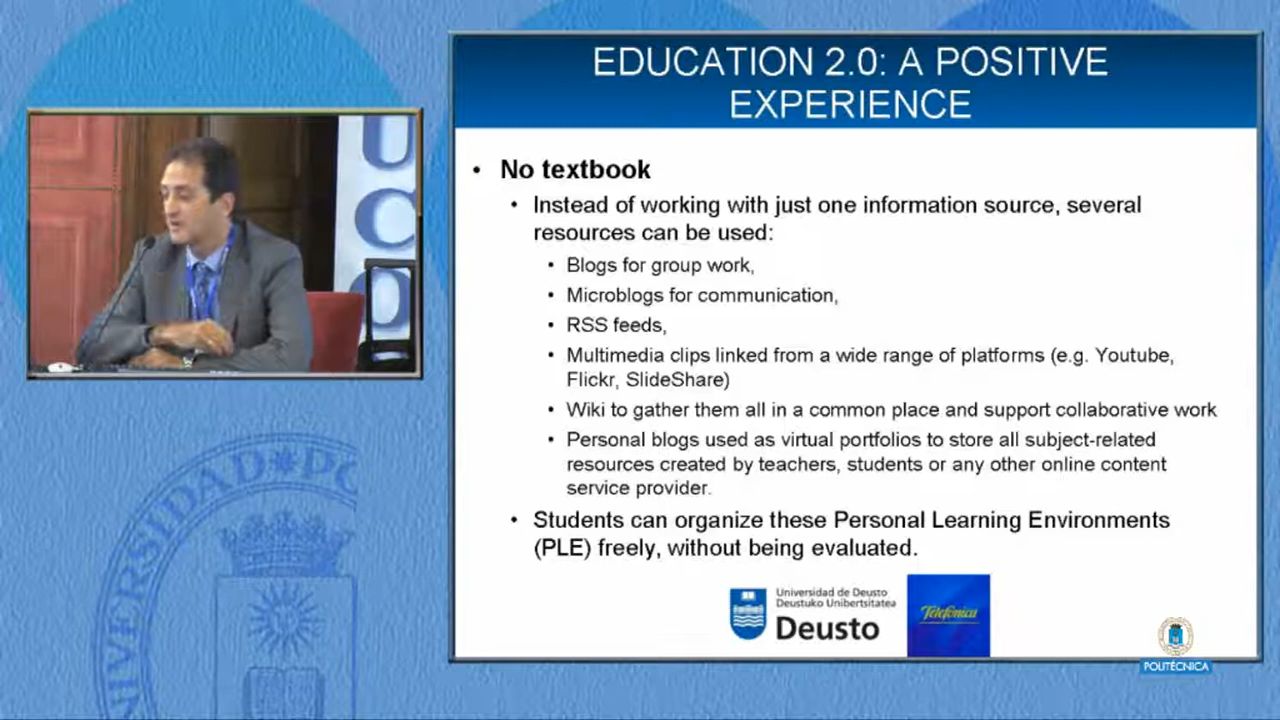 EDUCATION 2.0: A POSITIVE
EXPERIENCE
• No textbook
• Instead of working with just one information source, several
resources can be used:
• Blogs for group work,
• Microblogs for communication,
• RSS feeds,
• Multimedia clips linked from a wide range of platforms (e.g. Youtube,
Flickr, SlideShare)
• Wiki to gather them all in a common place and support collaborative work
• Personal blogs used as virtual portfolios to store all subject-related
resources created by teachers, students or any other online content
service provider.
• Students can organize these Personal Learning Environments
(PLE) freely, without being evaluated.
Universidad de Deusto
Deustuko Unibertsitatea
Deusto
Telefónica
POLITÉCNICA
U
C
O
UNIVERSIDAD PO